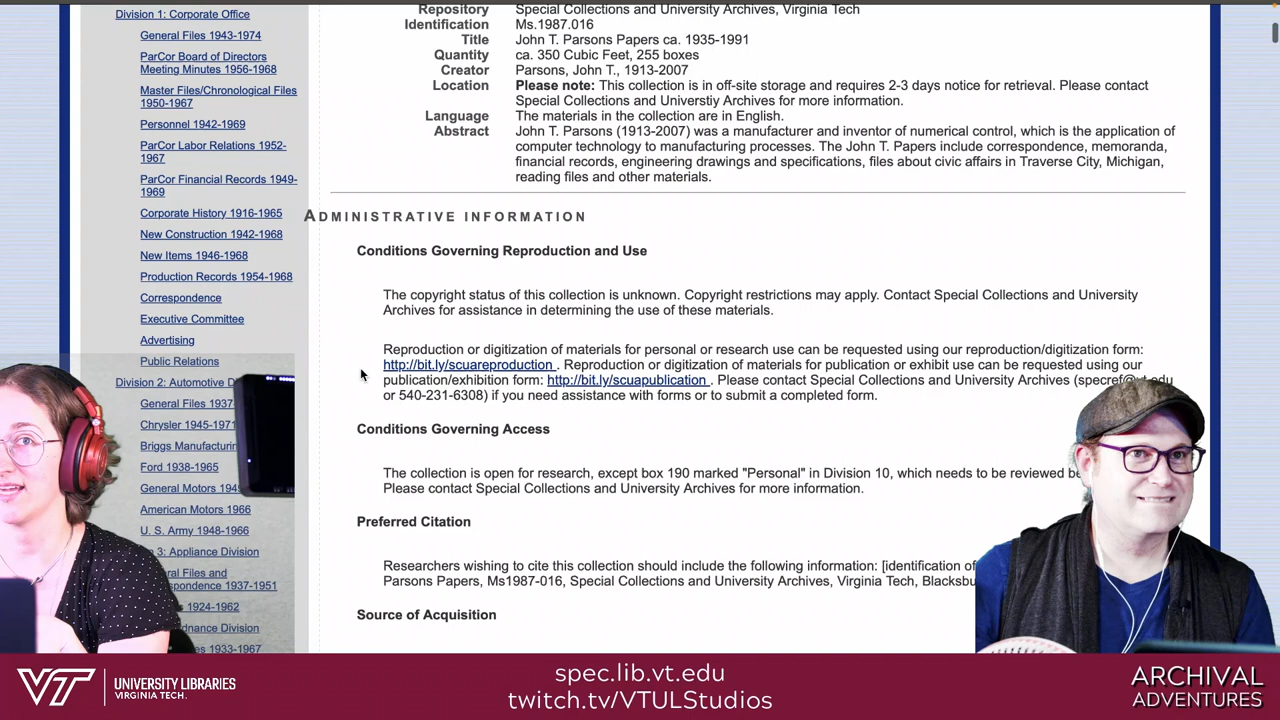 Division 1: Corporate Office
General Files 1943-1974
ParCor Board of Directors
Meeting Minutes 1956-1968
Master Files/Chronological Files
1950-1967
Personnel 1942-1969
ParCor Labor Relations 1952-
1967
ParCor Financial Records 1949-
1969
Corporate History 1916-1965
New Construction 1942-1968
New Items 1946-1968
Production Records 1954-1968
Correspondence
Executive Committee
Advertising
Public Relations
Division 2: Automotive D
General Files 1937
Chrysler 1945-1971
Briggs Manufacturin
Ford 1938-1965
General Motors 194
American Motors 1966
U. S. Army 1948-1966
3: Appliance Division
Files and
1937-1951
1924-1962
Division
1933-1967
Repository Special Collections and University Archives, Virginia Tech
Identification Ms.1987.016
Title John T. Parsons Papers ca. 1935-1991
Quantity ca. 350 Cubic Feet, 255 boxes
Creator Parsons, John T., 1913-2007
Location Please note: This collection is in off-site storage and requires 2-3 days notice for retrieval. Please contact
Special Collections and Universtiy Archives for more information.
Language The materials in the collection are in English.
Abstract John T. Parsons (1913-2007) was a manufacturer and inventor of numerical control, which is the application of
computer technology to manufacturing processes. The John T. Papers include correspondence, memoranda,
financial records, engineering drawings and specifications, files about civic affairs in Traverse City, Michigan,
reading files and other materials.
ADMINISTRATIVE INFORMATION
Conditions Governing Reproduction and Use
The copyright status of this collection is unknown. Copyright restrictions may apply. Contact Special Collections and University
Archives for assistance in determining the use of these materials.
Reproduction or digitization of materials for personal or research use can be requested using our reproduction/digitization form:
http://bit.ly/scuareproduction . Reproduction or digitization of materials for publication or exhibit use can be requested using our
publication/exhibition form: http://bit.ly/scuapublication . Please contact Special Collections and University Archives (specref@vt.edu
or 540-231-6308) if you need assistance with forms or to submit a completed form.
Conditions Governing Access
The collection is open for research, except box 190 marked "Personal" in Division 10, which needs to be reviewed be
Please contact Special Collections and University Archives for more information.
Preferred Citation
Researchers wishing to cite this collection should include the following information: [identification of
Parsons Papers, Ms1987-016, Special Collections and University Archives, Virginia Tech, Blacksbu
Source of Acquisition
VT UNIVERSITY LIBRARIES
VIRGINIA TECH.
spec.lib.vt.edu
twitch.tv/VTULStudios
ARCHIVAL
ADVENTURES